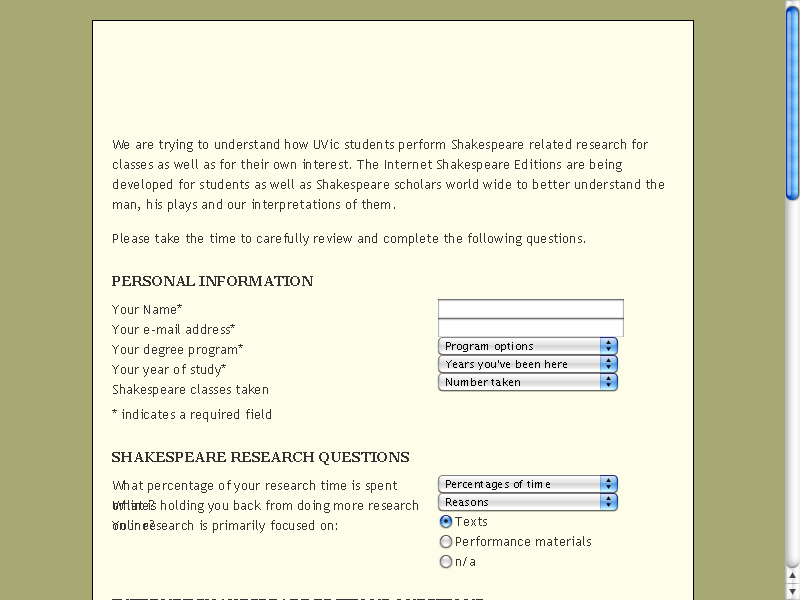 We are trying to understand how UVic students perform Shakespeare related research for
classes as well as for their own interest. The Internet Shakespeare Editions are being
developed for students as well as Shakespeare scholars world wide to better understand the
man, his plays and our interpretations of them.
Please take the time to carefully review and complete the following questions.
PERSONAL INFORMATION
Your Name*
Your e-mail address*
Your degree program* Program options
Your year of study* Years you've been here
Shakespeare classes taken Number taken
* indicates a required field
SHAKESPEARE RESEARCH QUESTIONS
What percentage of your research time is spent Percentages of time
online?
What is holding you back from doing more research Reasons
online?
Your research is primarily focused on: Texts
Performance materials
n/a